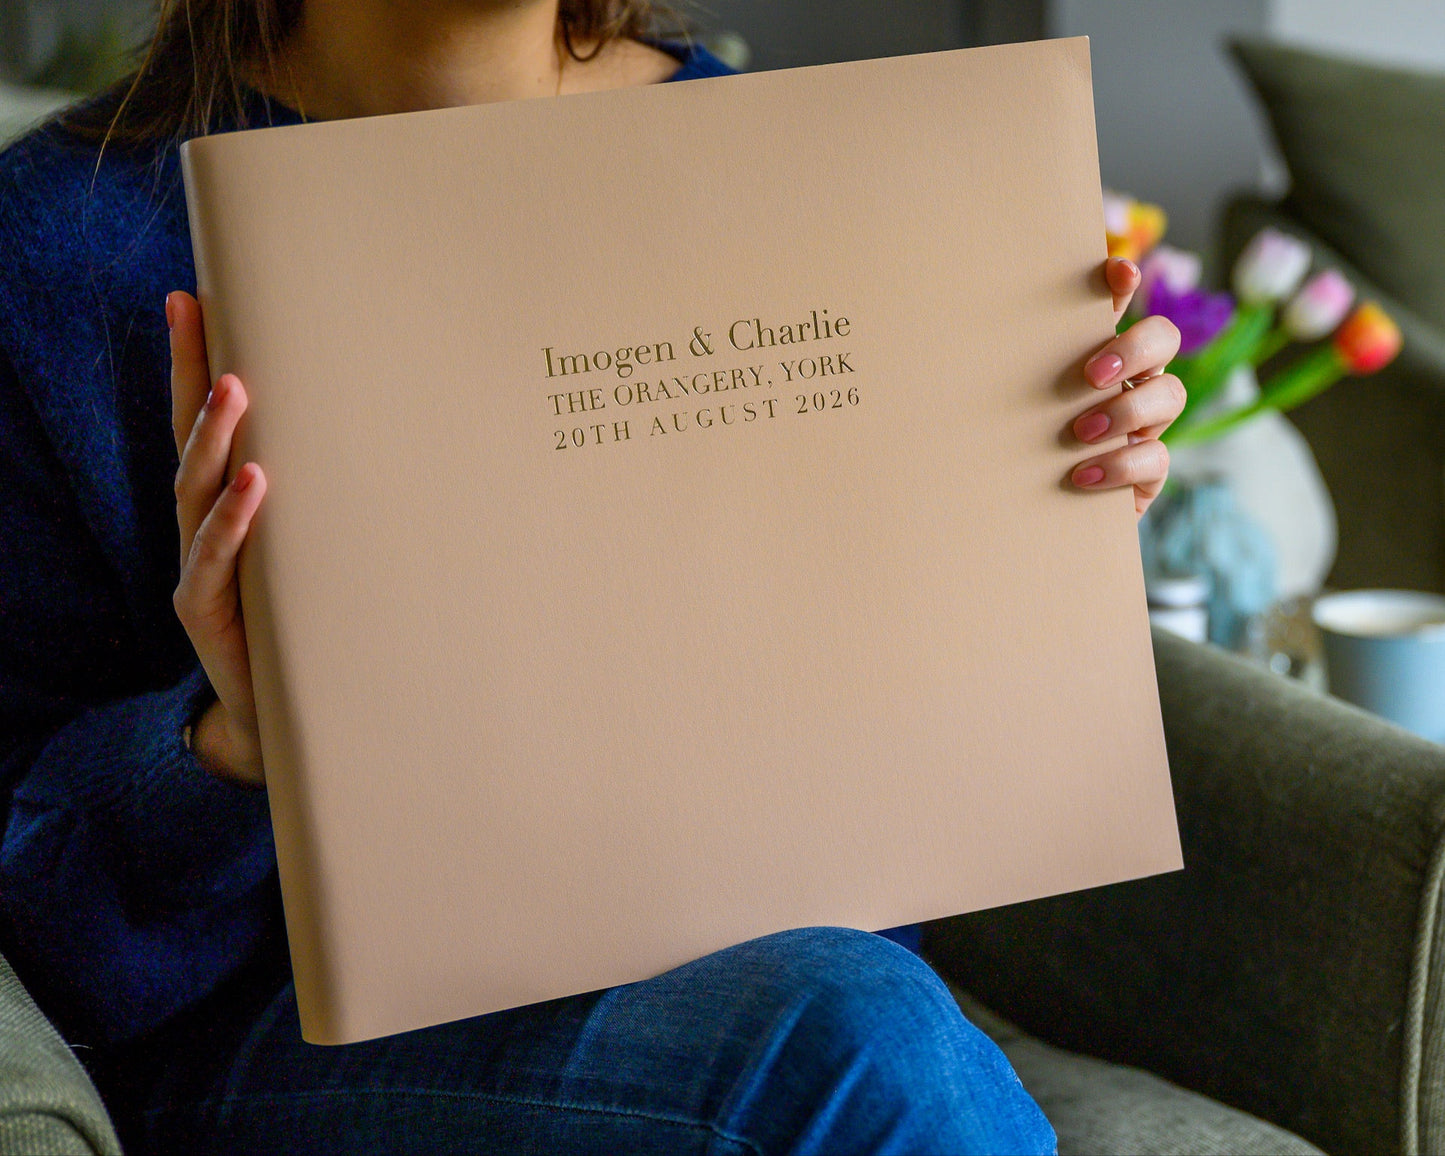 Imogen & Charlie
THE ORANGERY, YORK
20TH AUGUST 2026